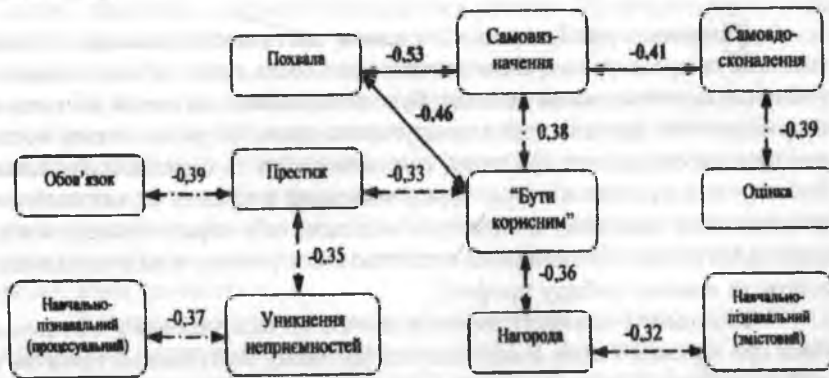 Похвала
-0,53
Самовиз-
начення
-0,41
Самовдо-
сконалення
-0,46
0,38
-0,39
Обов’язок
-0,39
Престиж
-0,33
“Бути
корисним”
Оцінка
-0,35
-0,36
Навчально-
пізнавальний
(процесуальний)
-0,37
Уникнення
неприємностей
Нагорода
-0,32
Навчально-
пізнавальний
(змістовий)